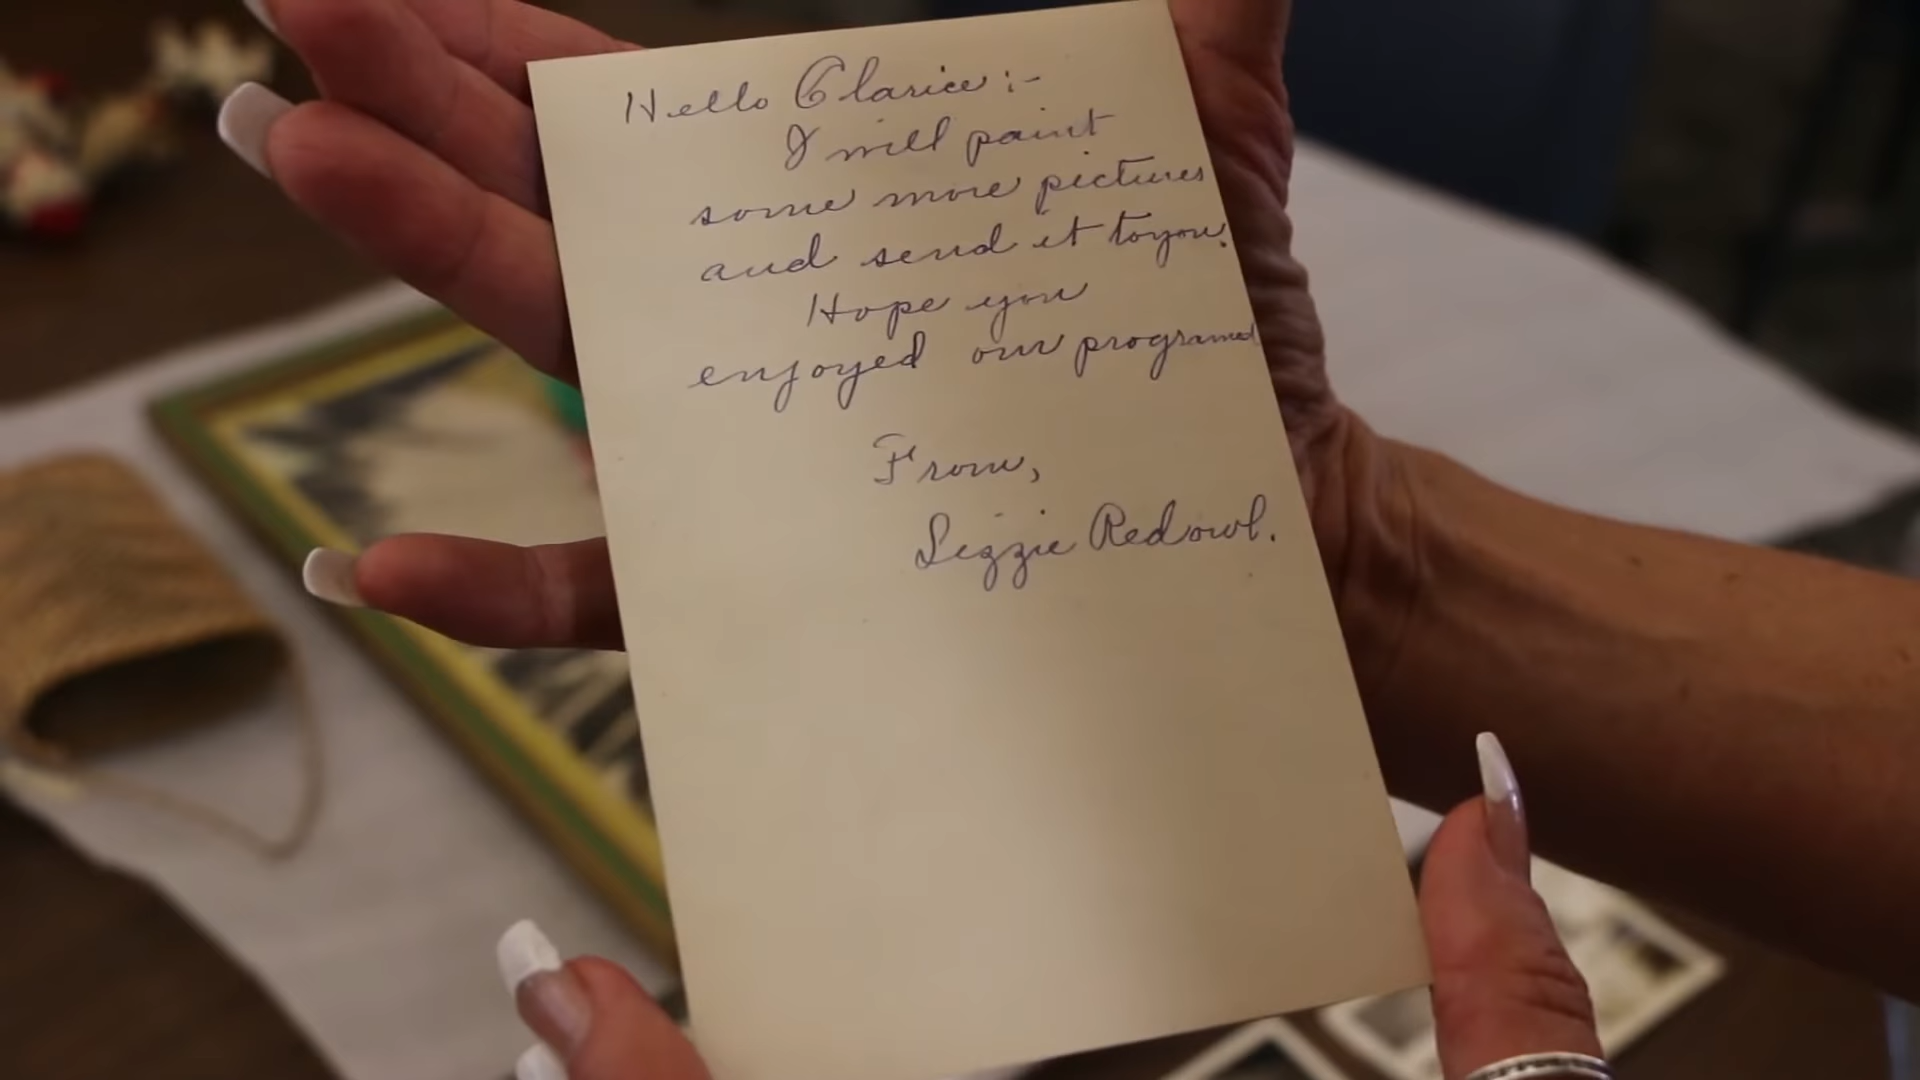 Hello Clarice :-
I will paint
some more pictures
and send it to you.
Hope you
enjoyed our programed
From,
Lizzie Redowl.